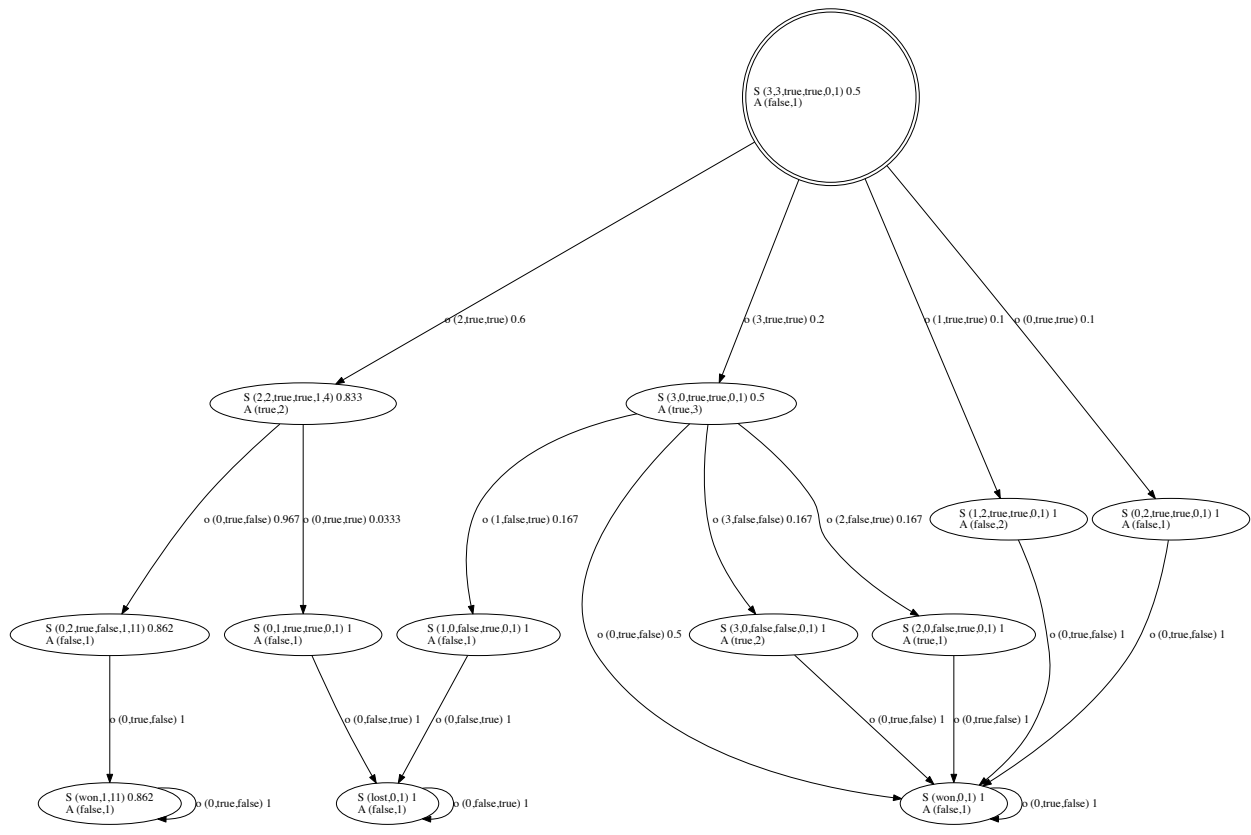 S (3,3,true,true,0,1) 0.5
A (false,1)
o (2,true,true) 0.6
o (3,true,true) 0.2
o (1,true,true) 0.1
o (0,true,true) 0.1
S (2,2,true,true,1,4) 0.833
A (true,2)
S (3,0,true,true,0,1) 0.5
A (true,3)
o (0,true,false) 0.967
o (0,true,true) 0.0333
o (1,false,true) 0.167
o (3,false,false) 0.167
o (2,false,true) 0.167
S (1,2,true,true,0,1) 1
A (false,2)
S (0,2,true,true,0,1) 1
A (false,1)
S (0,2,true,false,1,11) 0.862
A (false,1)
S (0,1,true,true,0,1) 1
A (false,1)
S (1,0,false,true,0,1) 1
A (false,1)
o (0,true,false) 0.5
S (3,0,false,false,0,1) 1
A (true,2)
S (2,0,false,true,0,1) 1
A (true,1)
o (0,true,false) 1
o (0,true,false) 1
o (0,true,false) 1
o (0,false,true) 1
o (0,false,true) 1
o (0,true,false) 1
o (0,true,false) 1
S (won,1,11) 0.862
A (false,1)
o (0,true,false) 1
S (lost,0,1) 1
A (false,1)
o (0,false,true) 1
S (won,0,1) 1
A (false,1)
o (0,true,false) 1